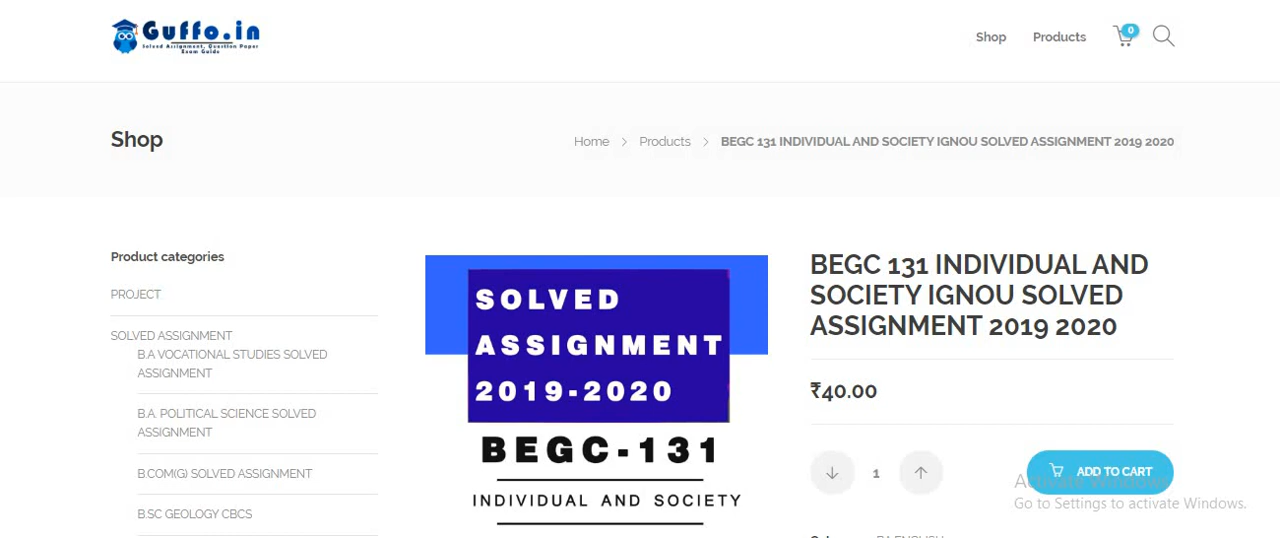 Guffo.in
Solved Assignment, Question Paper
Exam Guide
Shop
Products
0
Shop
Home
Products
BEGC 131 INDIVIDUAL AND SOCIETY IGNOU SOLVED ASSIGNMENT 2019 2020
Product categories
PROJECT
SOLVED ASSIGNMENT
B.A VOCATIONAL STUDIES SOLVED
ASSIGNMENT
B.A. POLITICAL SCIENCE SOLVED
ASSIGNMENT
B.COM(G) SOLVED ASSIGNMENT
B.SC GEOLOGY CBCS
SOLVED
ASSIGNMENT
2019-2020
BEGC-131
INDIVIDUAL AND SOCIETY
BEGC 131 INDIVIDUAL AND
SOCIETY IGNOU SOLVED
ASSIGNMENT 2019 2020
₹40.00
1
ADD TO CART
Activate Windows
Go to Settings to activate Windows.